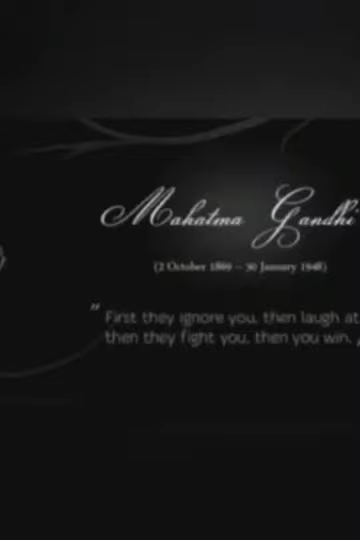 Mahatma Gandhi
(2 October 1869 – 30 January 1948)
" First they ignore you, then laugh at
then they fight you, then you win.